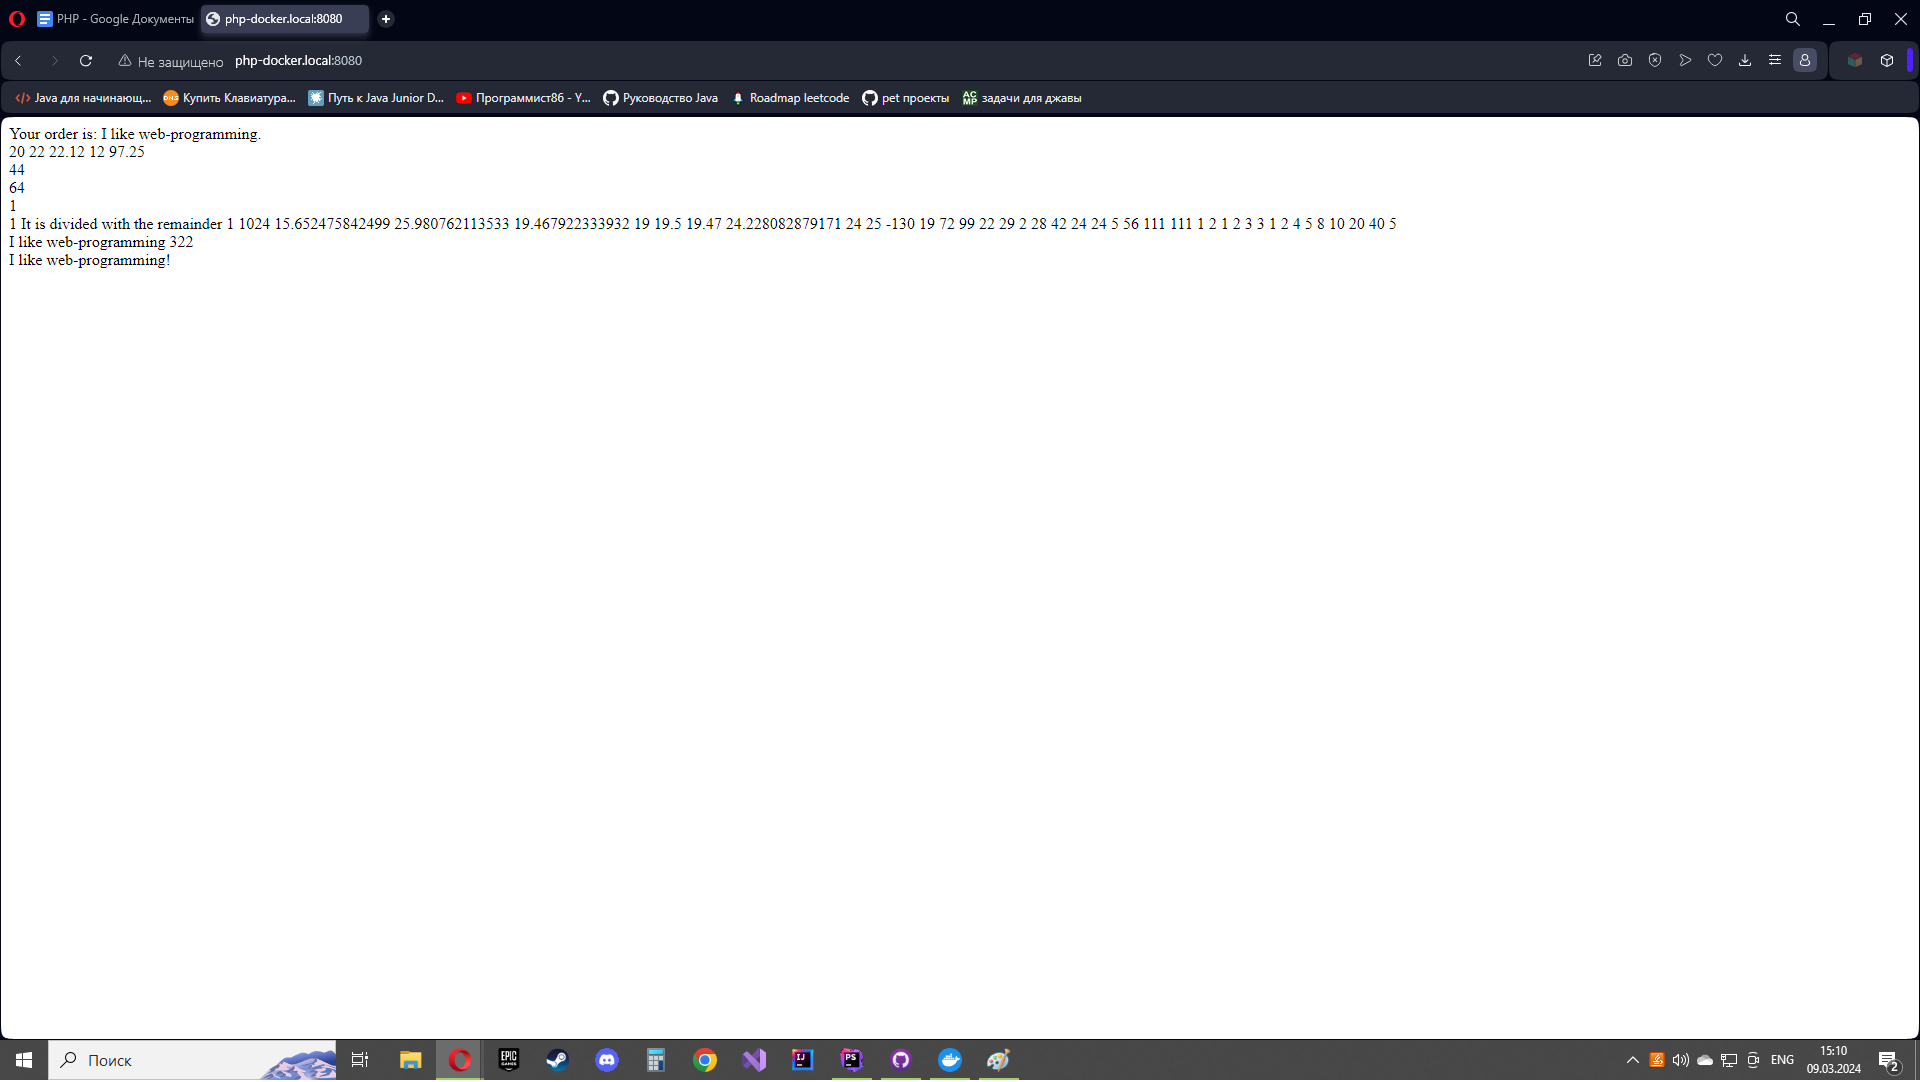 PHP - Google Документы
php-docker.local:8080
Не защищено php-docker.local:8080
Java для начинающ...
Купить Клавиатура...
Путь к Java Junior D...
Программист86 - Y...
Руководство Java
Roadmap leetcode
pet проекты
задачи для джавы
Your order is: I like web-programming.
20 22 22.12 12 97.25
44
64
1
1 It is divided with the remainder 1 1024 15.652475842499 25.980762113533 19.467922333932 19 19.5 19.47 24.228082879171 24 25 -130 19 72 99 22 29 2 28 42 24 24 5 56 111 111 1 2 1 2 3 3 1 2 4 5 8 10 20 40 5
I like web-programming 322
I like web-programming!
Поиск
ENG
15:10
09.03.2024
2